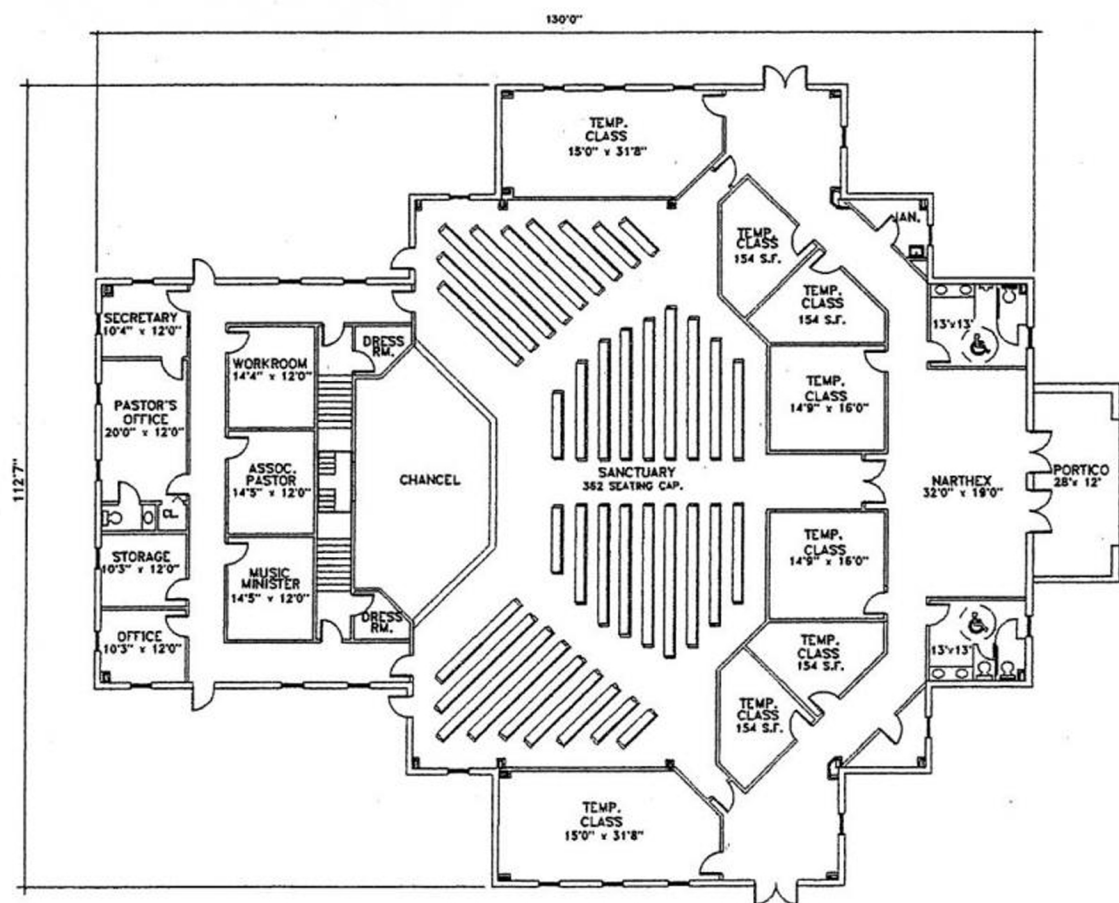 130'0"
112'7"
TEMP.
CLASS
15'0" x 31'8"
JAN.
TEMP.
CLASS
154 S.F.
TEMP.
CLASS
154 S.F.
SECRETARY
10'4" x 12'0"
DRESS
RM.
WORKROOM
14'4" x 12'0"
13'x13'
TEMP.
CLASS
14'9" x 16'0"
PASTOR'S
OFFICE
20'0" x 12'0"
ASSOC.
PASTOR
14'5" x 12'0"
CHANCEL
SANCTUARY
362 SEATING CAP.
NARTHEX
32'0" x 19'0"
PORTICO
28'x 12'
CL.
STORAGE
10'3" x 12'0"
MUSIC
MINISTER
14'5" x 12'0"
TEMP.
CLASS
14'9" x 16'0"
DRESS
RM.
OFFICE
10'3" x 12'0"
TEMP.
CLASS
154 S.F.
13'x13'
TEMP.
CLASS
154 S.F.
TEMP.
CLASS
15'0" x 31'8"